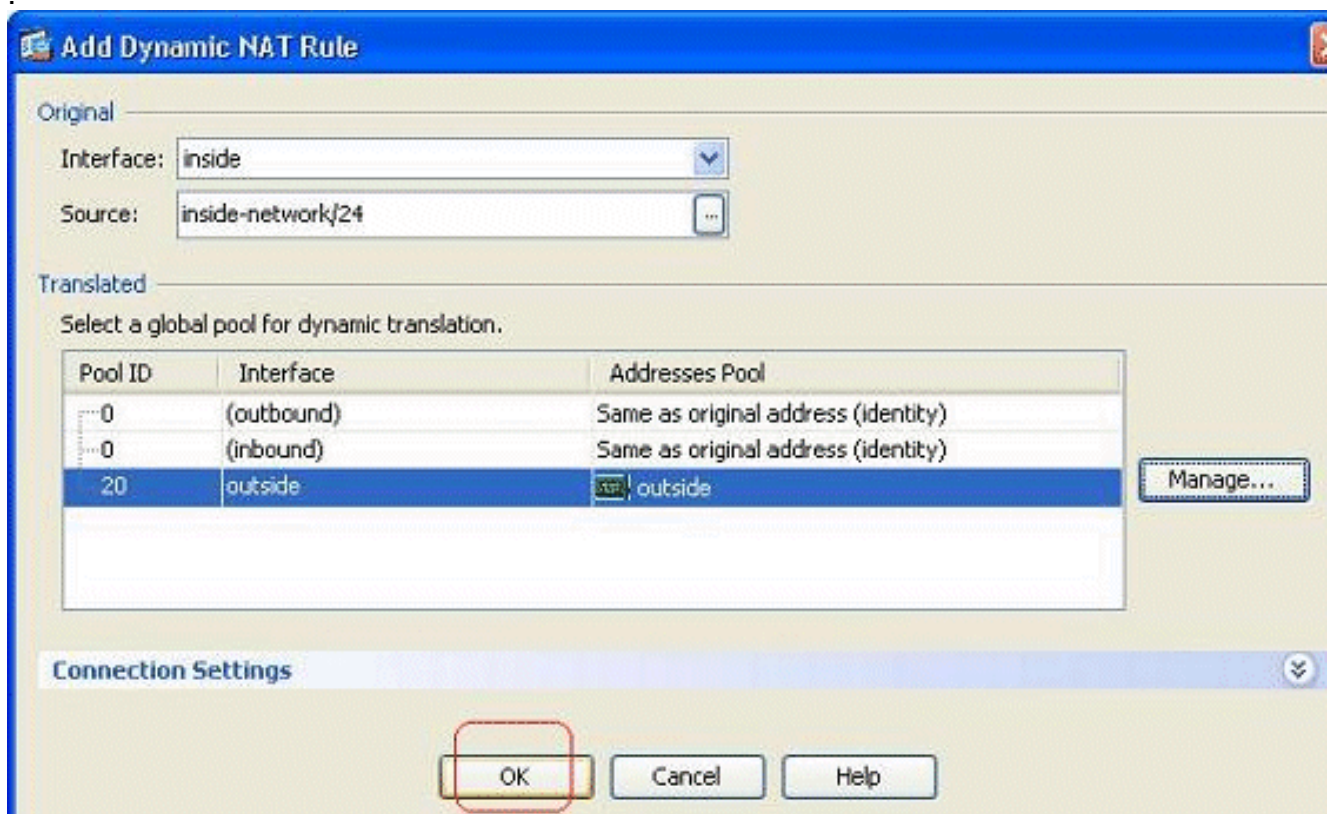 .
Add Dynamic NAT Rule
Original
Interface: inside
Source: inside-network/24 ...
Translated
Select a global pool for dynamic translation.
Pool ID Interface Addresses Pool
0 (outbound) Same as original address (identity)
0 (inbound) Same as original address (identity)
20 outside outside
Manage...
Connection Settings
OK Cancel Help